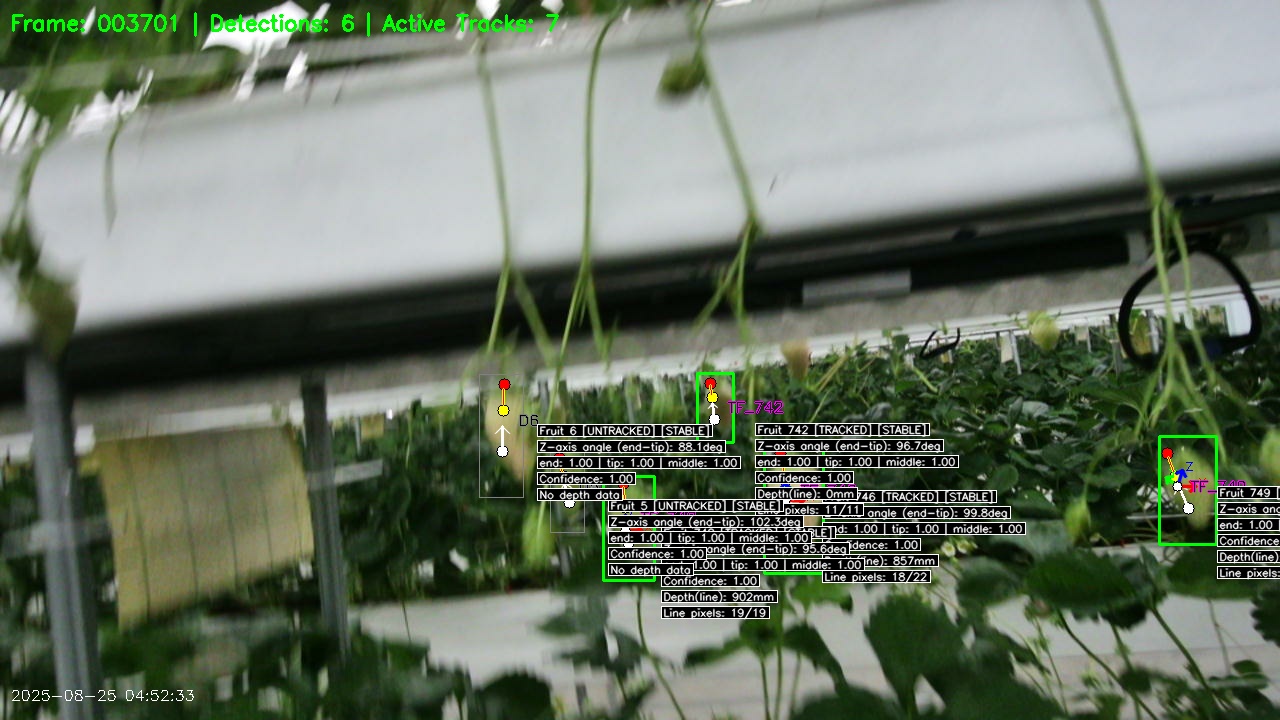 Frame: 003701 | Detections: 6 | Active Tracks: 7
D6
TF_742
Fruit 6 [UNTRACKED] [STABLE]
Z-axis angle (end-tip): 88.1deg
end: 1.00 | tip: 1.00 | middle: 1.00
Confidence: 1.00
No depth data
Fruit 742 [TRACKED] [STABLE]
Z-axis angle (end-tip): 96.7deg
end: 1.00 | tip: 1.00 | middle: 1.00
Confidence: 1.00
Depth(line): 0mm
pixels: 11/11
746 [TRACKED] [STABLE]
angle (end-tip): 99.8deg
d: 1.00 | tip: 1.00 | middle: 1.00
dence: 1.00
ne): 857mm
Line pixels: 18/22
Fruit 5 [UNTRACKED] [STABLE]
Z-axis angle (end-tip): 102.3deg
end: 1.00 | tip: 1.00 | middle: 1.00
Confidence: 1.00
No depth data
angle (end-tip): 95.6deg
.00 | tip: 1.00 | middle: 1.00
Confidence: 1.00
Depth(line): 902mm
Line pixels: 19/19
Z
Fruit 749
Z-axis an
end: 1.00
Confidence
Depth(line)
Line pixels:
2025-08-25 04:52:33